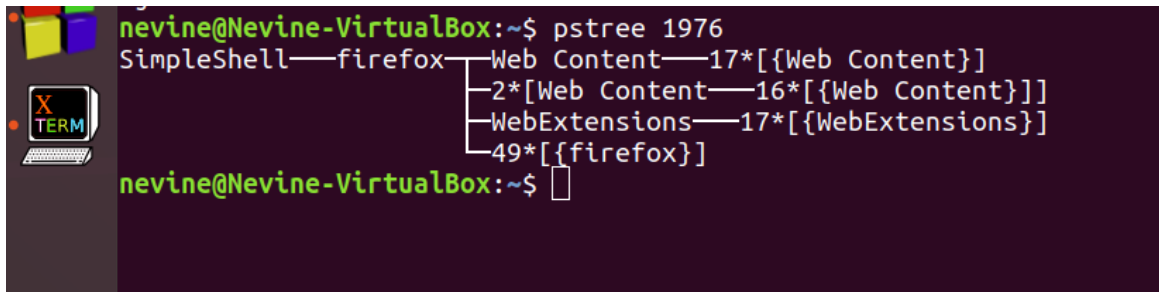 nevine@Nevine-VirtualBox:~$ pstree 1976
SimpleShell───firefox─┬─Web Content───17*[{Web Content}]
├─2*[Web Content───16*[{Web Content}]]
├─WebExtensions───17*[{WebExtensions}]
└─49*[{firefox}]
nevine@Nevine-VirtualBox:~$
X
TERM